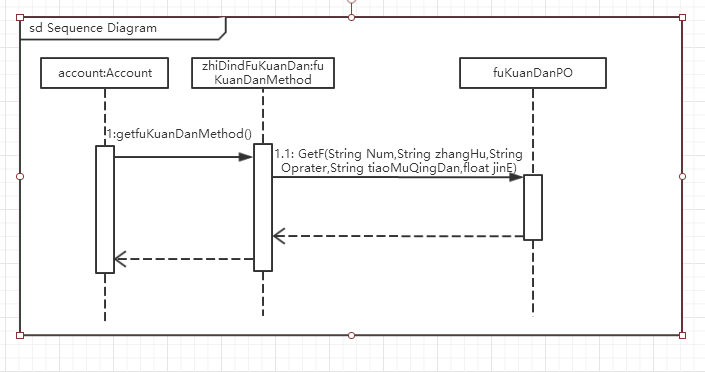 sd Sequence Diagram
account:Account
zhiDindFuKuanDan:fu
KuanDanMethod
fuKuanDanPO
1:getfuKuanDanMethod()
1.1: GetF(String Num,String zhangHu,String
Oprater,String tiaoMuQingDan,float jinE)